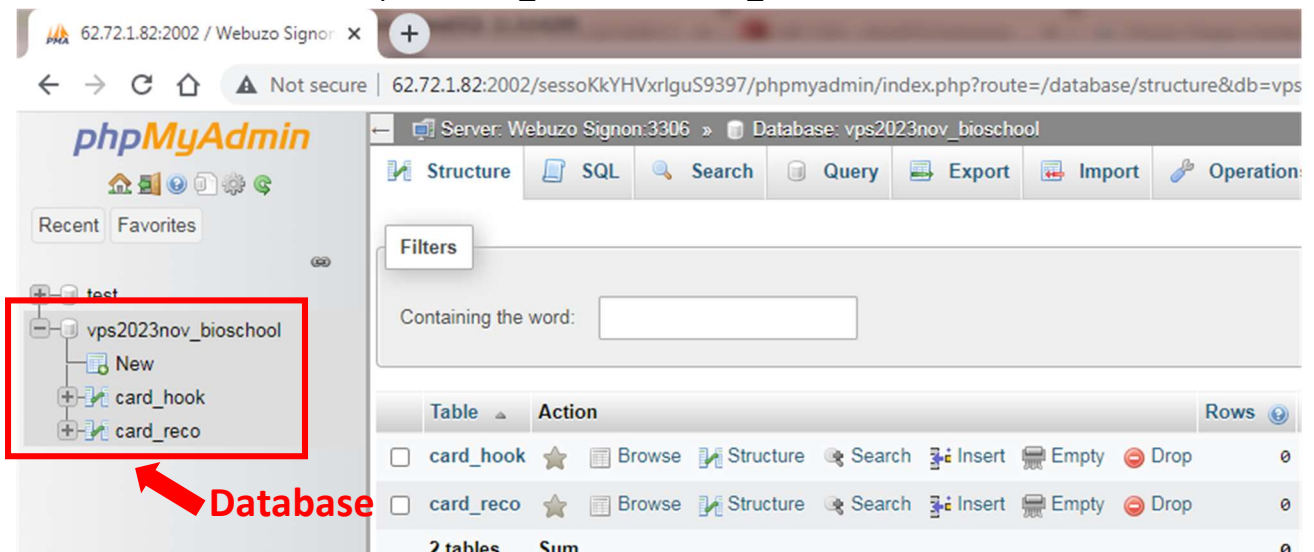 62.72.1.82:2002 / Webuzo Signon
Not secure 62.72.1.82:2002/sessoKkYHVxrIguS9397/phpmyadmin/index.php?route=/database/structure&db=vps
phpMyAdmin
Server: Webuzo Signon:3306 » Database: vps2023nov_bioschool
Structure SQL Search Query Export Import Operations
Recent Favorites
Filters
test
Containing the word:
vps2023nov_bioschool
New
card_hook
card_reco
Table Action Rows
card_hook Browse Structure Search Insert Empty Drop 0
card_reco Browse Structure Search Insert Empty Drop 0
2 tables Sum 0
Database